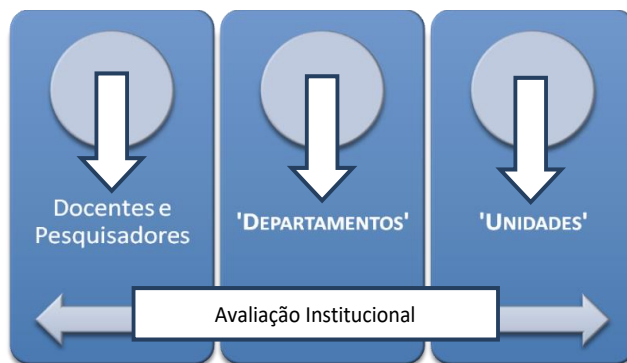 Docentes e
Pesquisadores
'DEPARTAMENTOS'
'UNIDADES'
Avaliação Institucional